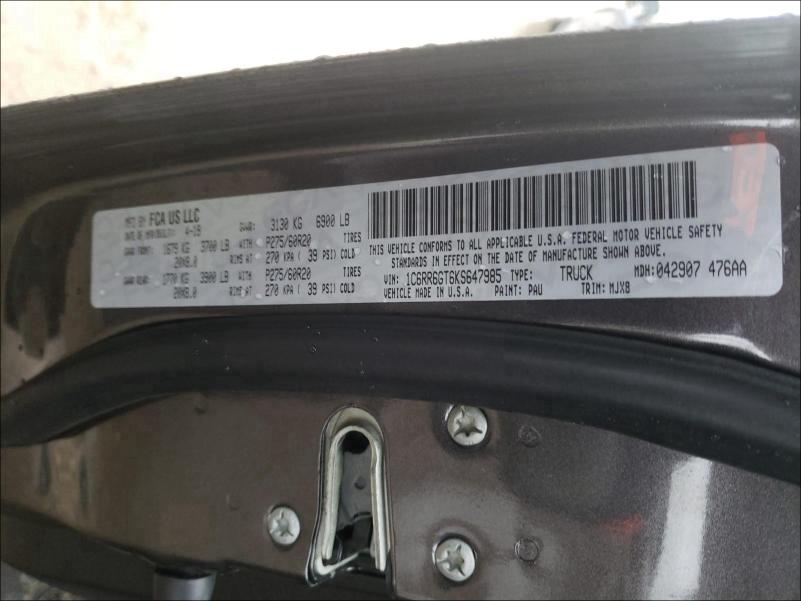 MFD BY FCA US LLC
DATE OF MFR(BUILT): 4-19 GVWR: 3130 KG 6900 LB
GAWR FRONT: 1679 KG 3700 LB WITH P275/60R20 TIRES
20X8.0 RIMS AT 270 KPA ( 39 PSI) COLD
GAWR REAR: 1770 KG 3900 LB WITH P275/60R20 TIRES
20X8.0 RIMS AT 270 KPA ( 39 PSI) COLD
THIS VEHICLE CONFORMS TO ALL APPLICABLE U.S.A. FEDERAL MOTOR VEHICLE SAFETY
STANDARDS IN EFFECT ON THE DATE OF MANUFACTURE SHOWN ABOVE.
VIN: 1C6RR6GT6KS647985 TYPE: TRUCK MDH: 042907 476AA
VEHICLE MADE IN U.S.A. PAINT: PAU TRIM: MJX8